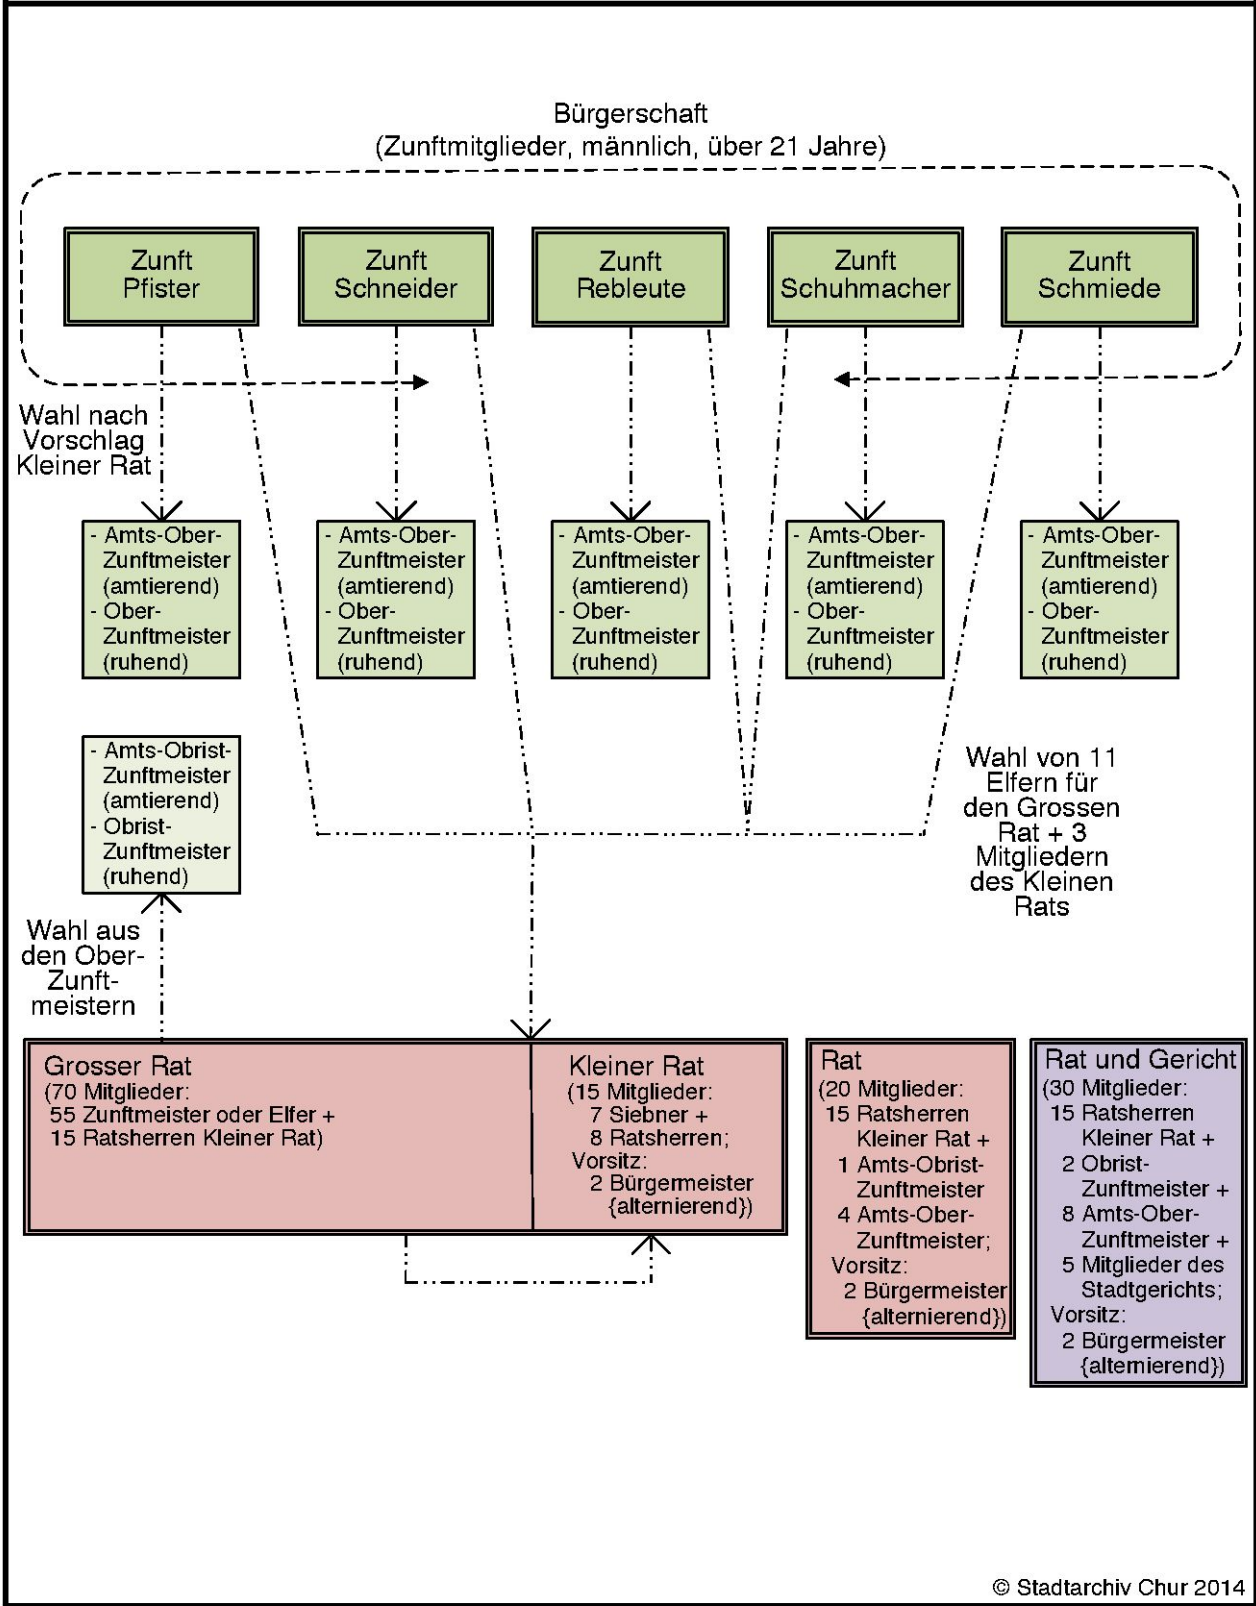 Bürgerschaft
(Zunftmitglieder, männlich, über 21 Jahre)
Zunft
Pfister
Zunft
Schneider
Zunft
Rebleute
Zunft
Schuhmacher
Zunft
Schmiede
Wahl nach
Vorschlag
Kleiner Rat
- Amts-Ober-
Zunftmeister
(amtierend)
- Ober-
Zunftmeister
(ruhend)
- Amts-Ober-
Zunftmeister
(amtierend)
- Ober-
Zunftmeister
(ruhend)
- Amts-Ober-
Zunftmeister
(amtierend)
- Ober-
Zunftmeister
(ruhend)
- Amts-Ober-
Zunftmeister
(amtierend)
- Ober-
Zunftmeister
(ruhend)
- Amts-Ober-
Zunftmeister
(amtierend)
- Ober-
Zunftmeister
(ruhend)
- Amts-Obrist-
Zunftmeister
(amtierend)
- Obrist-
Zunftmeister
(ruhend)
Wahl von 11
Elfern für
den Grossen
Rat + 3
Mitgliedern
des Kleinen
Rats
Wahl aus
den Ober-
Zunft-
meistern
Grosser Rat
(70 Mitglieder:
55 Zunftmeister oder Elfer +
15 Ratsherren Kleiner Rat)
Kleiner Rat
(15 Mitglieder:
7 Siebner +
8 Ratsherren;
Vorsitz:
2 Bürgermeister
{alternierend})
Rat
(20 Mitglieder:
15 Ratsherren
Kleiner Rat +
1 Amts-Obrist-
Zunftmeister
4 Amts-Ober-
Zunftmeister;
Vorsitz:
2 Bürgermeister
{alternierend})
Rat und Gericht
(30 Mitglieder:
15 Ratsherren
Kleiner Rat +
2 Obrist-
Zunftmeister +
8 Amts-Ober-
Zunftmeister +
5 Mitglieder des
Stadtgerichts;
Vorsitz:
2 Bürgermeister
{alternierend})
© Stadtarchiv Chur 2014